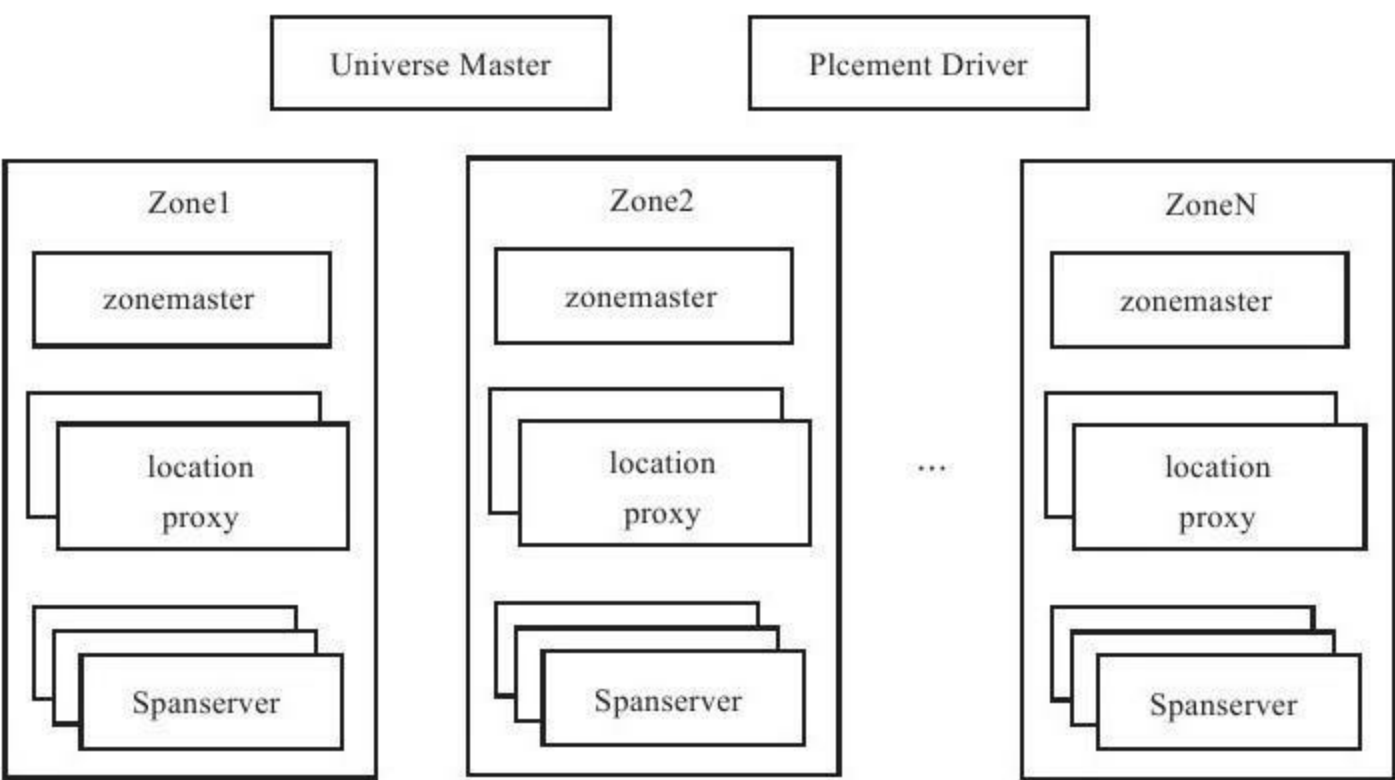 Universe Master
Plcement Driver
Zone1
zonemaster
location
proxy
Spanserver
Zone2
zonemaster
location
proxy
Spanserver
...
ZoneN
zonemaster
location
proxy
Spanserver